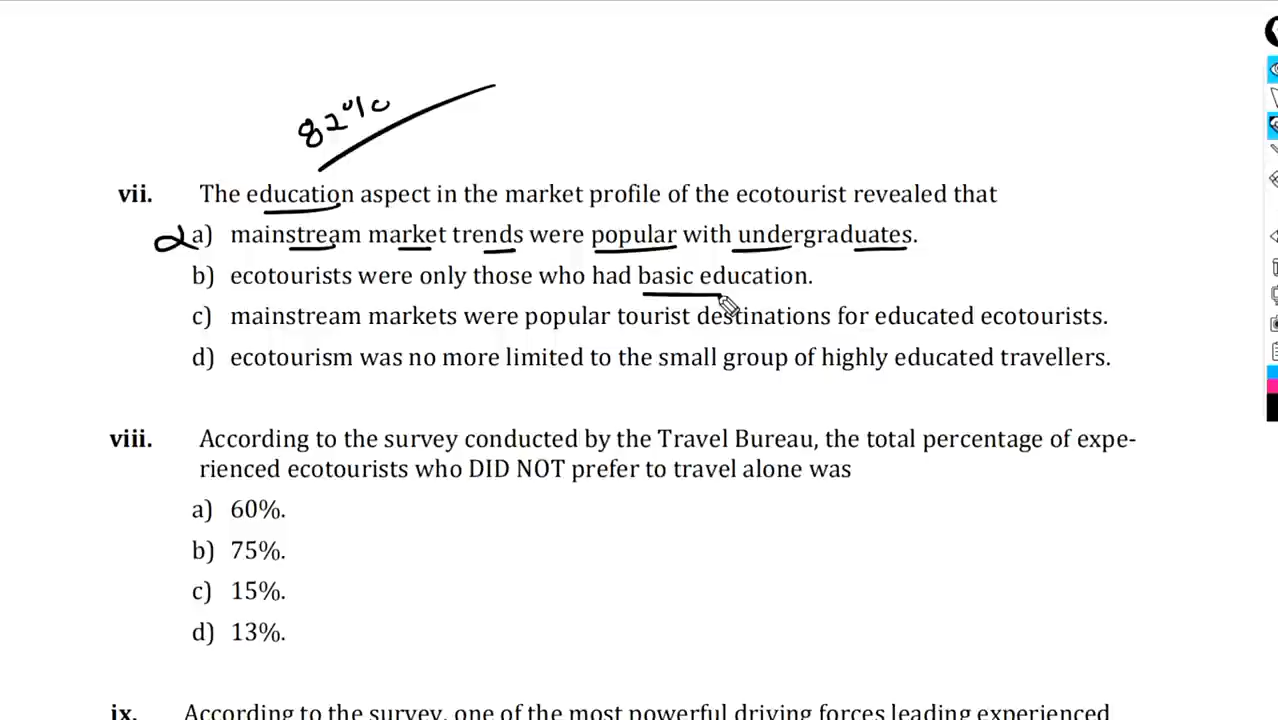 82%
vii. The education aspect in the market profile of the ecotourist revealed that
a) mainstream market trends were popular with undergraduates.
b) ecotourists were only those who had basic education.
c) mainstream markets were popular tourist destinations for educated ecotourists.
d) ecotourism was no more limited to the small group of highly educated travellers.
viii. According to the survey conducted by the Travel Bureau, the total percentage of expe-
rienced ecotourists who DID NOT prefer to travel alone was
a) 60%.
b) 75%.
c) 15%.
d) 13%.
ix. According to the survey, one of the most powerful driving forces leading experienced